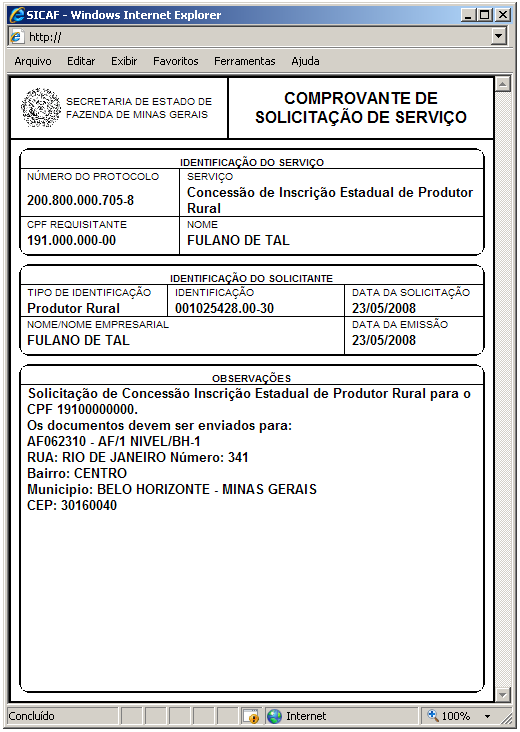 SICAF - Windows Internet Explorer
http://
Arquivo Editar Exibir Favoritos Ferramentas Ajuda
SECRETARIA DE ESTADO DE
FAZENDA DE MINAS GERAIS
COMPROVANTE DE
SOLICITAÇÃO DE SERVIÇO
IDENTIFICAÇÃO DO SERVIÇO
NÚMERO DO PROTOCOLO
200.800.000.705-8
SERVIÇO
Concessão de Inscrição Estadual de Produtor
Rural
CPF REQUISITANTE
191.000.000-00
NOME
FULANO DE TAL
IDENTIFICAÇÃO DO SOLICITANTE
TIPO DE IDENTIFICAÇÃO
Produtor Rural
IDENTIFICAÇÃO
001025428.00-30
DATA DA SOLICITAÇÃO
23/05/2008
NOME/NOME EMPRESARIAL
FULANO DE TAL
DATA DA EMISSÃO
23/05/2008
OBSERVAÇÕES
Solicitação de Concessão Inscrição Estadual de Produtor Rural para o
CPF 19100000000.
Os documentos devem ser enviados para:
AF062310 - AF/1 NIVEL/BH-1
RUA: RIO DE JANEIRO Número: 341
Bairro: CENTRO
Municipio: BELO HORIZONTE - MINAS GERAIS
CEP: 30160040
Concluído Internet 100%